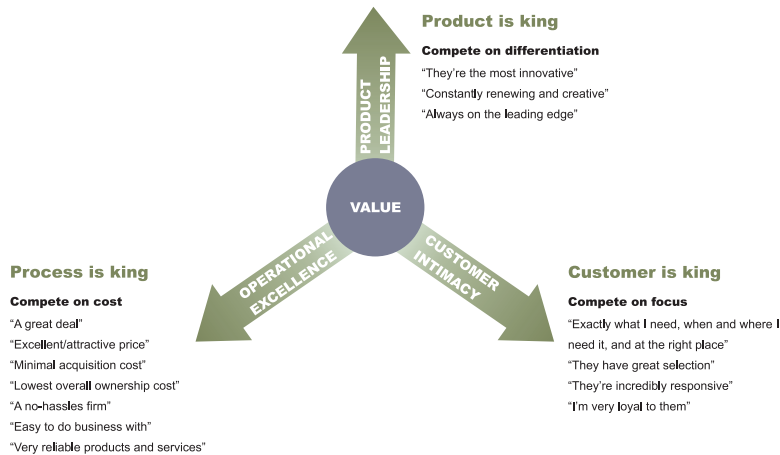 Product is king
Compete on differentiation
“They’re the most innovative”
“Constantly renewing and creative”
“Always on the leading edge”
PRODUCT
LEADERSHIP
VALUE
OPERATIONAL
EXCELLENCE
CUSTOMER
INTIMACY
Process is king
Compete on cost
“A great deal”
“Excellent/attractive price”
“Minimal acquisition cost”
“Lowest overall ownership cost”
“A no-hassles firm”
“Easy to do business with”
“Very reliable products and services”
Customer is king
Compete on focus
“Exactly what I need, when and where I
need it, and at the right place”
“They have great selection”
“They’re incredibly responsive”
“I’m very loyal to them”